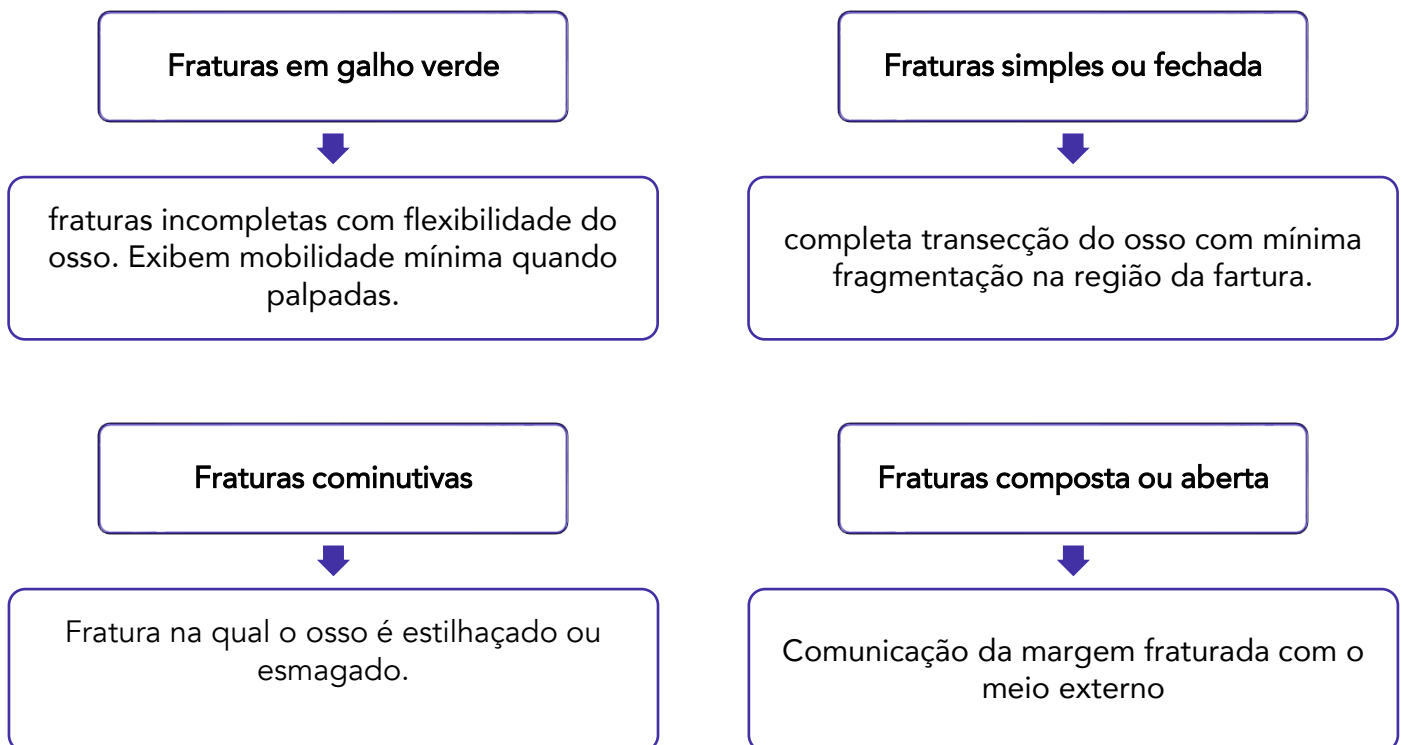 Fraturas em galho verde
fraturas incompletas com flexibilidade do
osso. Exibem mobilidade mínima quando
palpadas.
Fraturas simples ou fechada
completa transecção do osso com mínima
fragmentação na região da fartura.
Fraturas cominutivas
Fratura na qual o osso é estilhaçado ou
esmagado.
Fraturas composta ou aberta
Comunicação da margem fraturada com o
meio externo